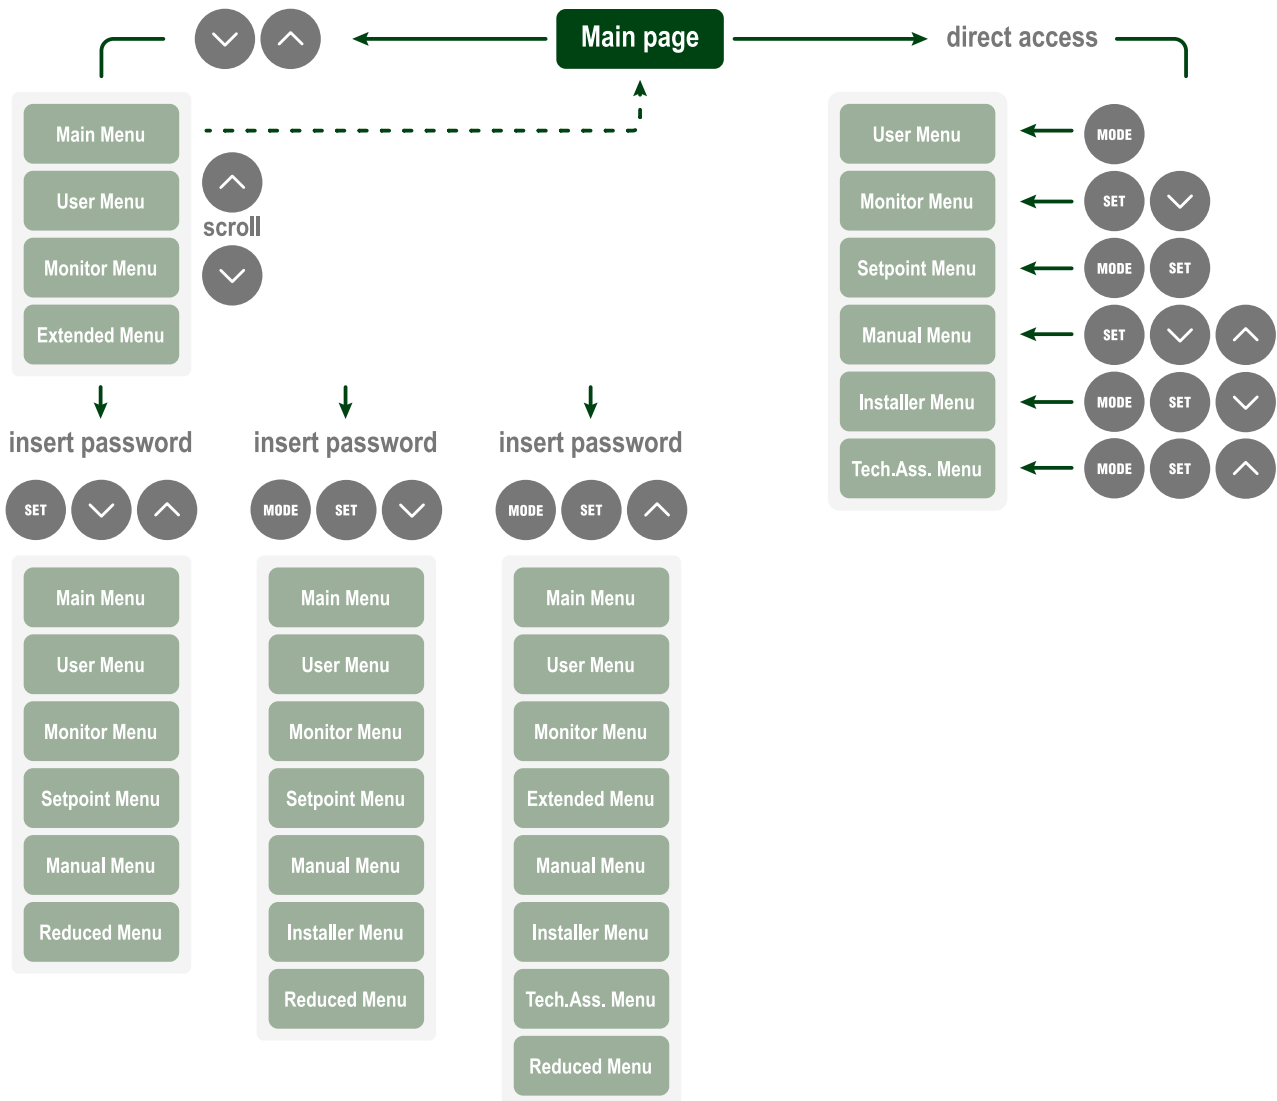 Main page
direct access
Main Menu
User Menu
Monitor Menu
Extended Menu
scroll
User Menu
MODE
Monitor Menu
SET
Setpoint Menu
MODE SET
Manual Menu
SET
Installer Menu
MODE SET
Tech.Ass. Menu
MODE SET
insert password
SET
Main Menu
User Menu
Monitor Menu
Setpoint Menu
Manual Menu
Reduced Menu
insert password
MODE SET
Main Menu
User Menu
Monitor Menu
Setpoint Menu
Manual Menu
Installer Menu
Reduced Menu
insert password
MODE SET
Main Menu
User Menu
Monitor Menu
Extended Menu
Manual Menu
Installer Menu
Tech.Ass. Menu
Reduced Menu